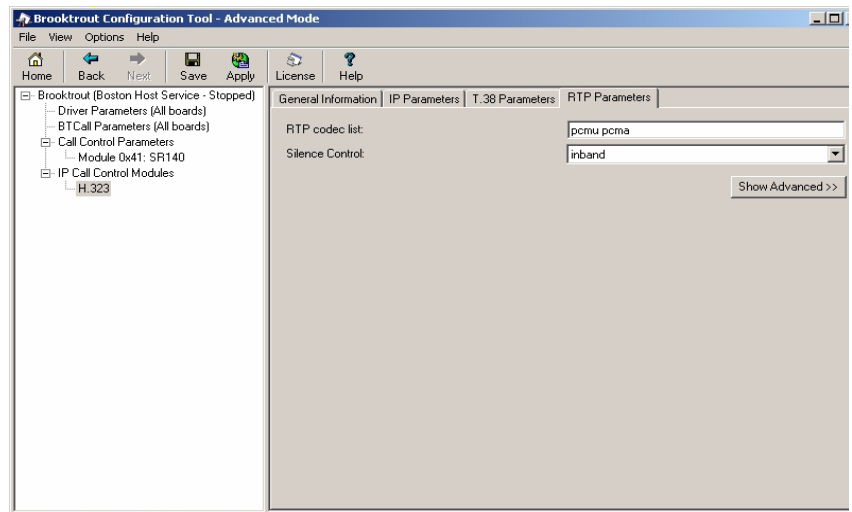 Brooktrout Configuration Tool - Advanced Mode
File View Options Help
Home Back Next Save Apply License Help
Brooktrout (Boston Host Service - Stopped)
Driver Parameters (All boards)
BTCall Parameters (All boards)
Call Control Parameters
Module 0x41: SR140
IP Call Control Modules
H.323
General Information IP Parameters T.38 Parameters RTP Parameters
RTP codec list: pcmu pcma
Silence Control: inband
Show Advanced >>